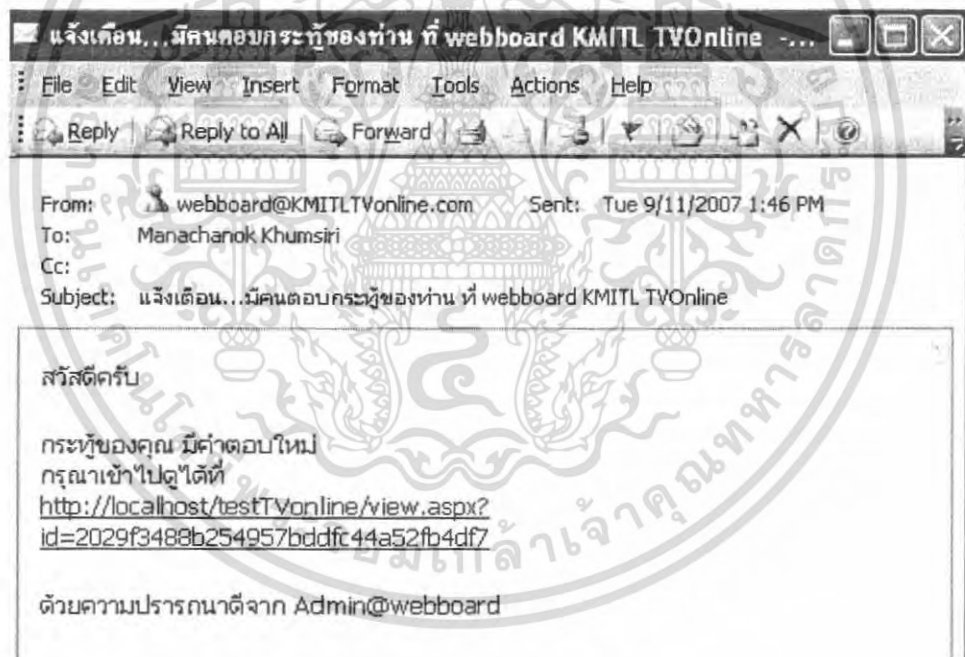 แจ้งเตือน...มีคนตอบกระทู้ของท่าน ที่ webboard KMITL TVOnline -...
File Edit View Insert Format Tools Actions Help
Reply Reply to All Forward
From: webboard@KMITLTVonline.com Sent: Tue 9/11/2007 1:46 PM
To: Manachanok Khumsiri
Cc:
Subject: แจ้งเตือน...มีคนตอบกระทู้ของท่าน ที่ webboard KMITL TVOnline
สวัสดีครับ
กระทู้ของคุณ มีคำตอบใหม่
กรุณาเข้าไปดูได้ที่
http://localhost/testTVonline/view.aspx?
id=2029f3488b254957bddfc44a52fb4df7
ด้วยความปรารถนาดีจาก Admin@webboard